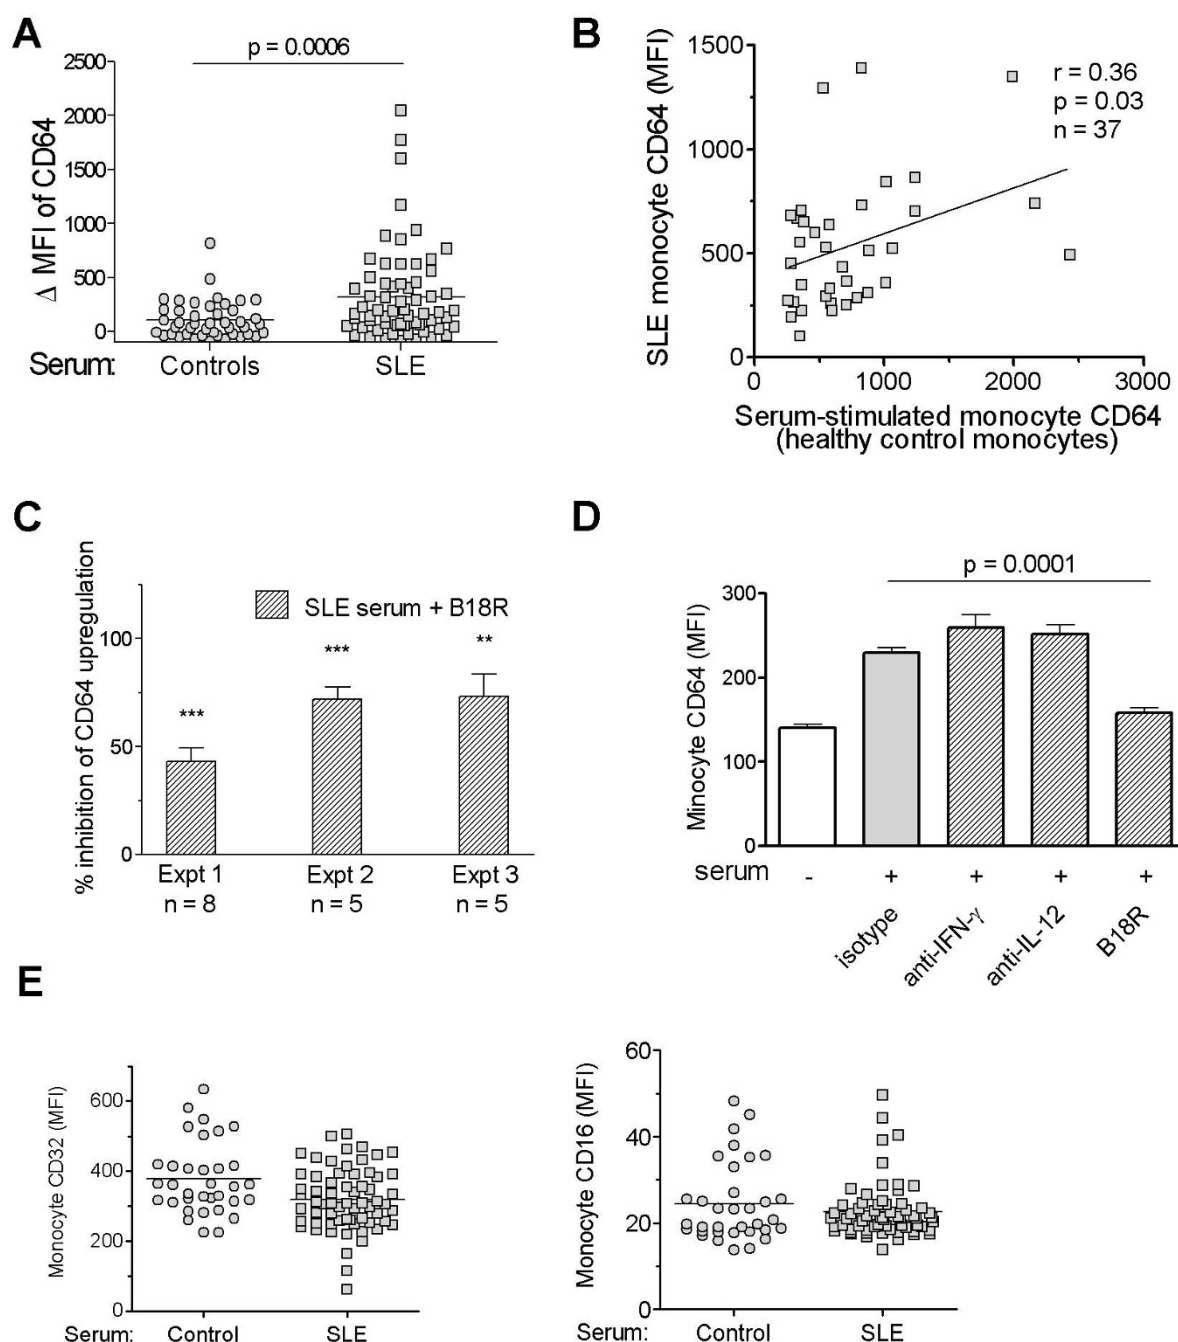 A
p = 0.0006
2500
2000
1500
1000
500
0
Δ MFI of CD64
Serum:
Controls
SLE
B
1500
1000
500
0
SLE monocyte CD64 (MFI)
r = 0.36
p = 0.03
n = 37
0
1000
2000
3000
Serum-stimulated monocyte CD64
(healthy control monocytes)
C
% inhibition of CD64 upregulation
100
50
0
SLE serum + B18R
***
***
**
Expt 1
n = 8
Expt 2
n = 5
Expt 3
n = 5
D
p = 0.0001
Minocyte CD64 (MFI)
300
200
100
0
serum
-
+
+
+
+
isotype
anti-IFN-γ
anti-IL-12
B18R
E
Monocyte CD32 (MFI)
600
400
200
0
Serum:
Control
SLE
Monocyte CD16 (MFI)
60
40
20
0
Serum:
Control
SLE